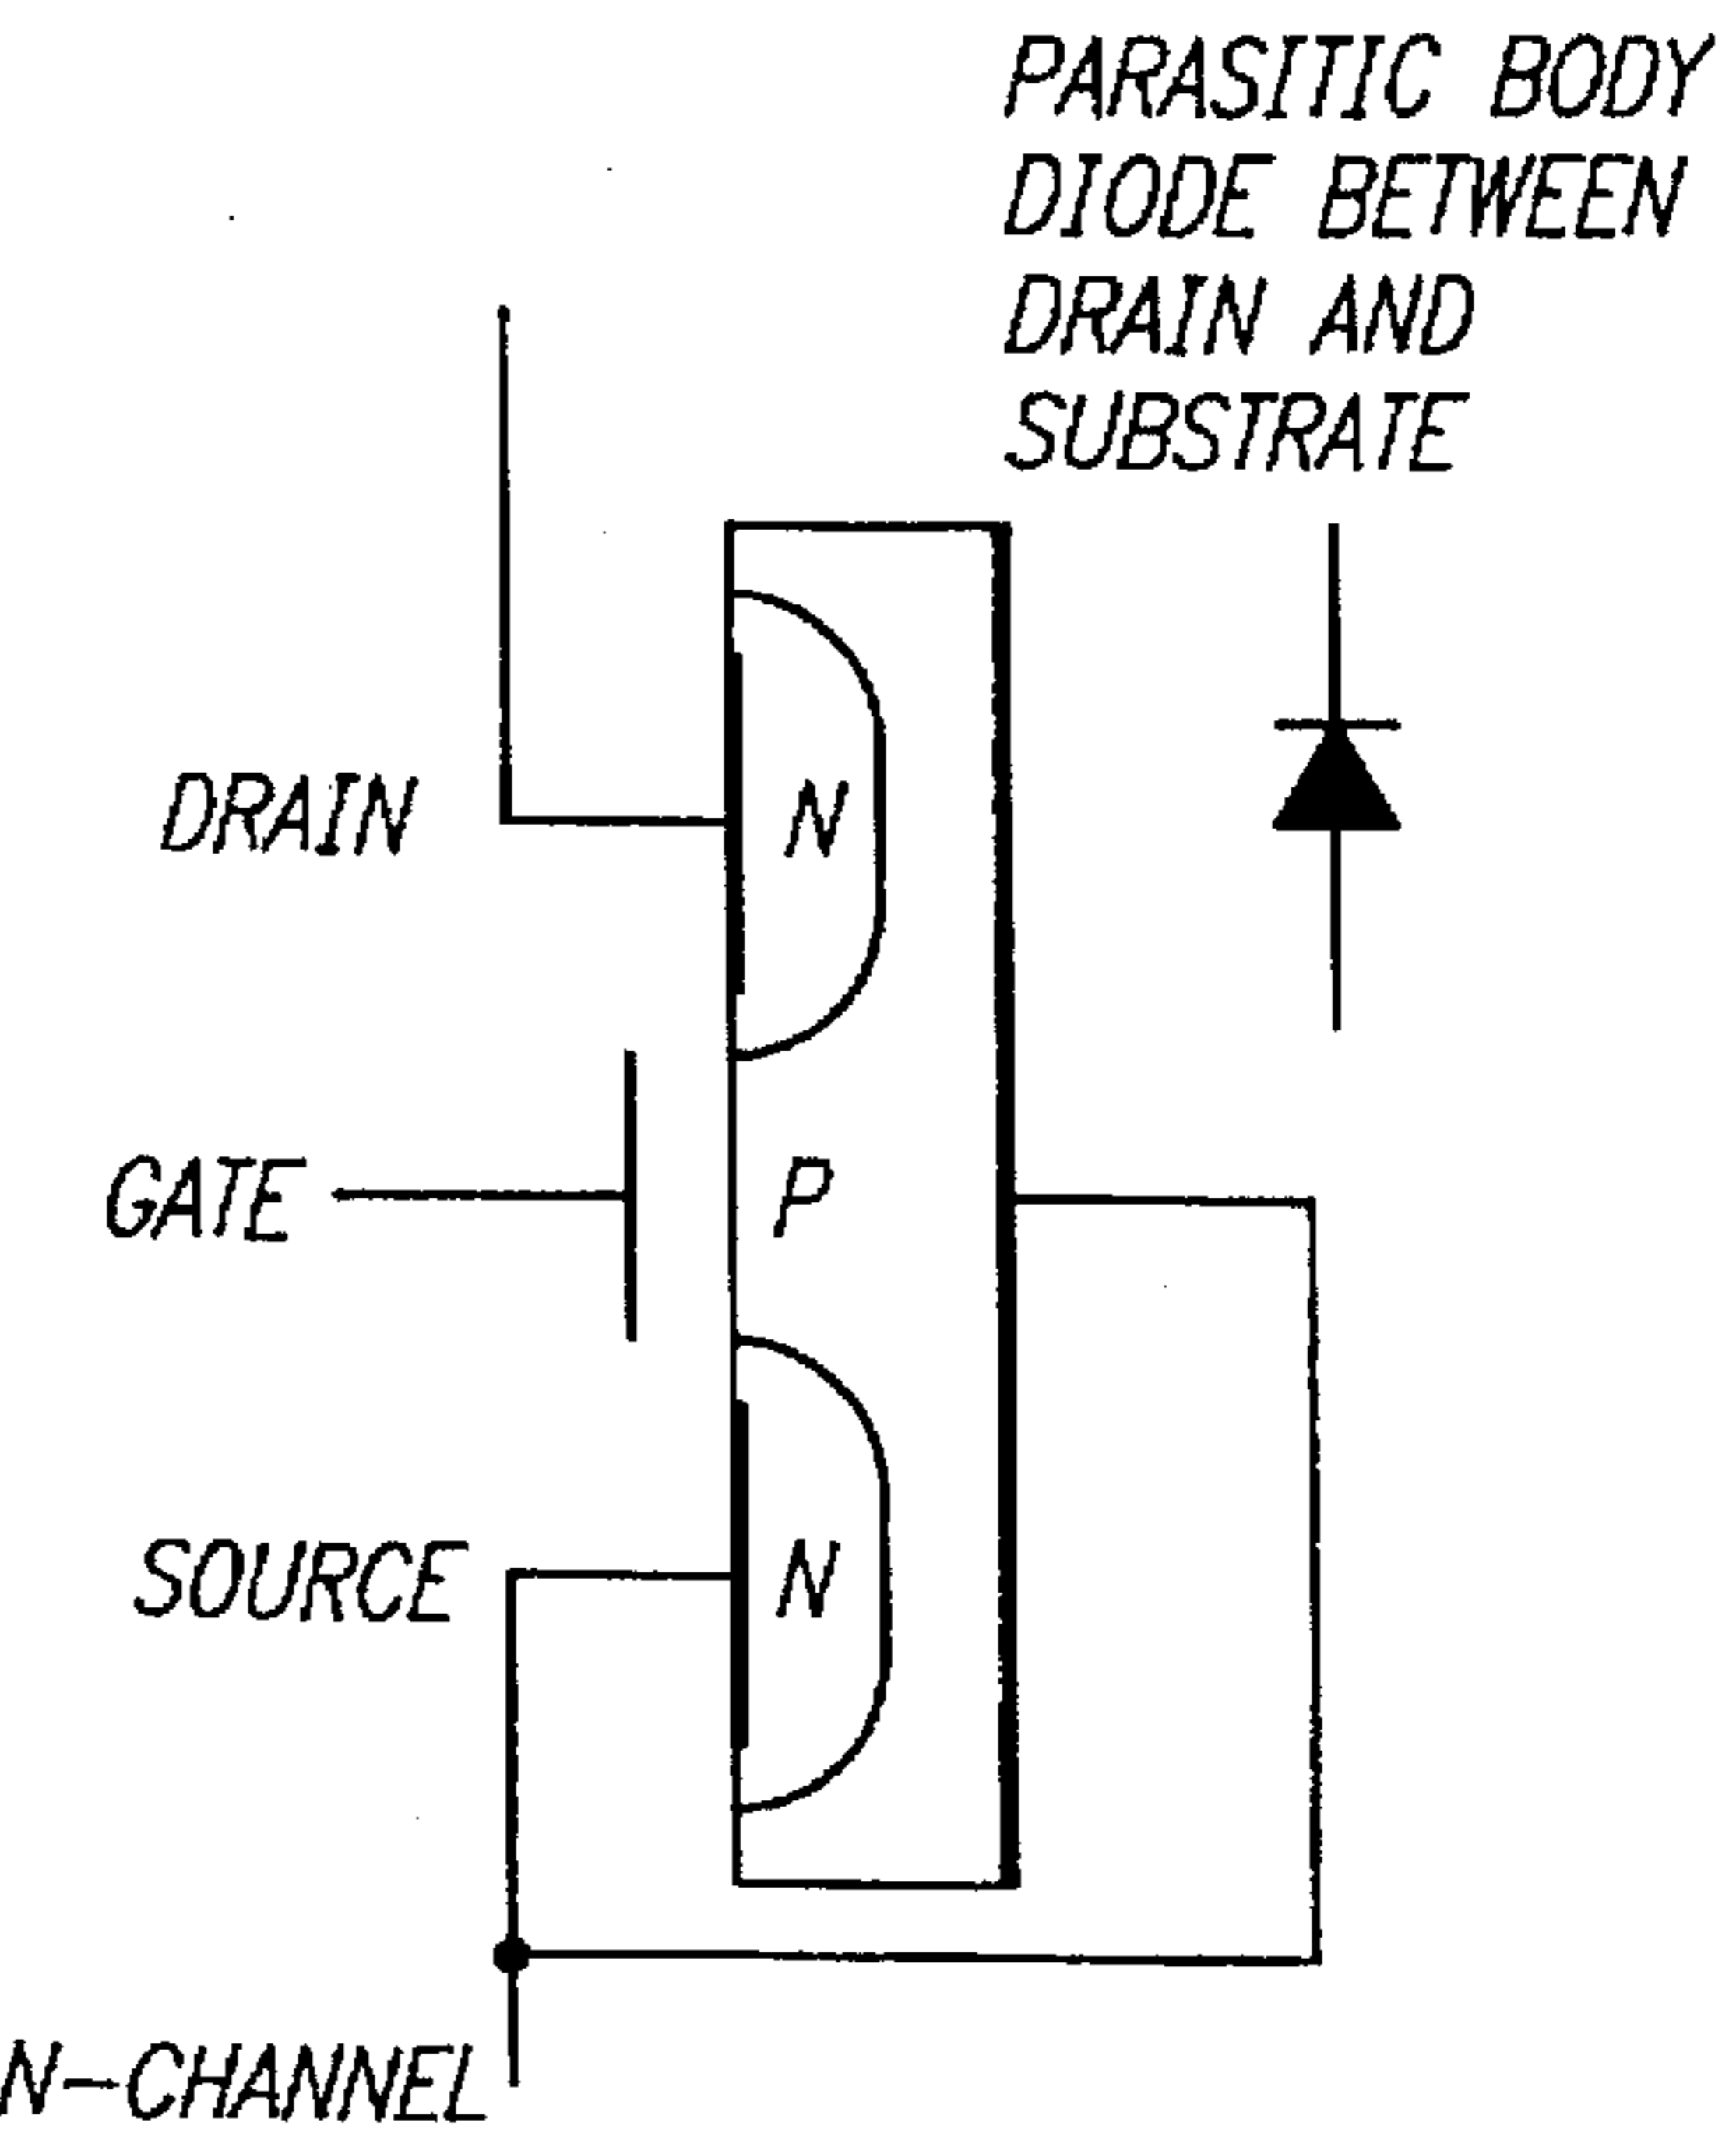 PARASITIC BODY
DIODE BETWEEN
DRAIN AND
SUBSTRATE
DRAIN
N
GATE
P
SOURCE
N
N-CHANNEL